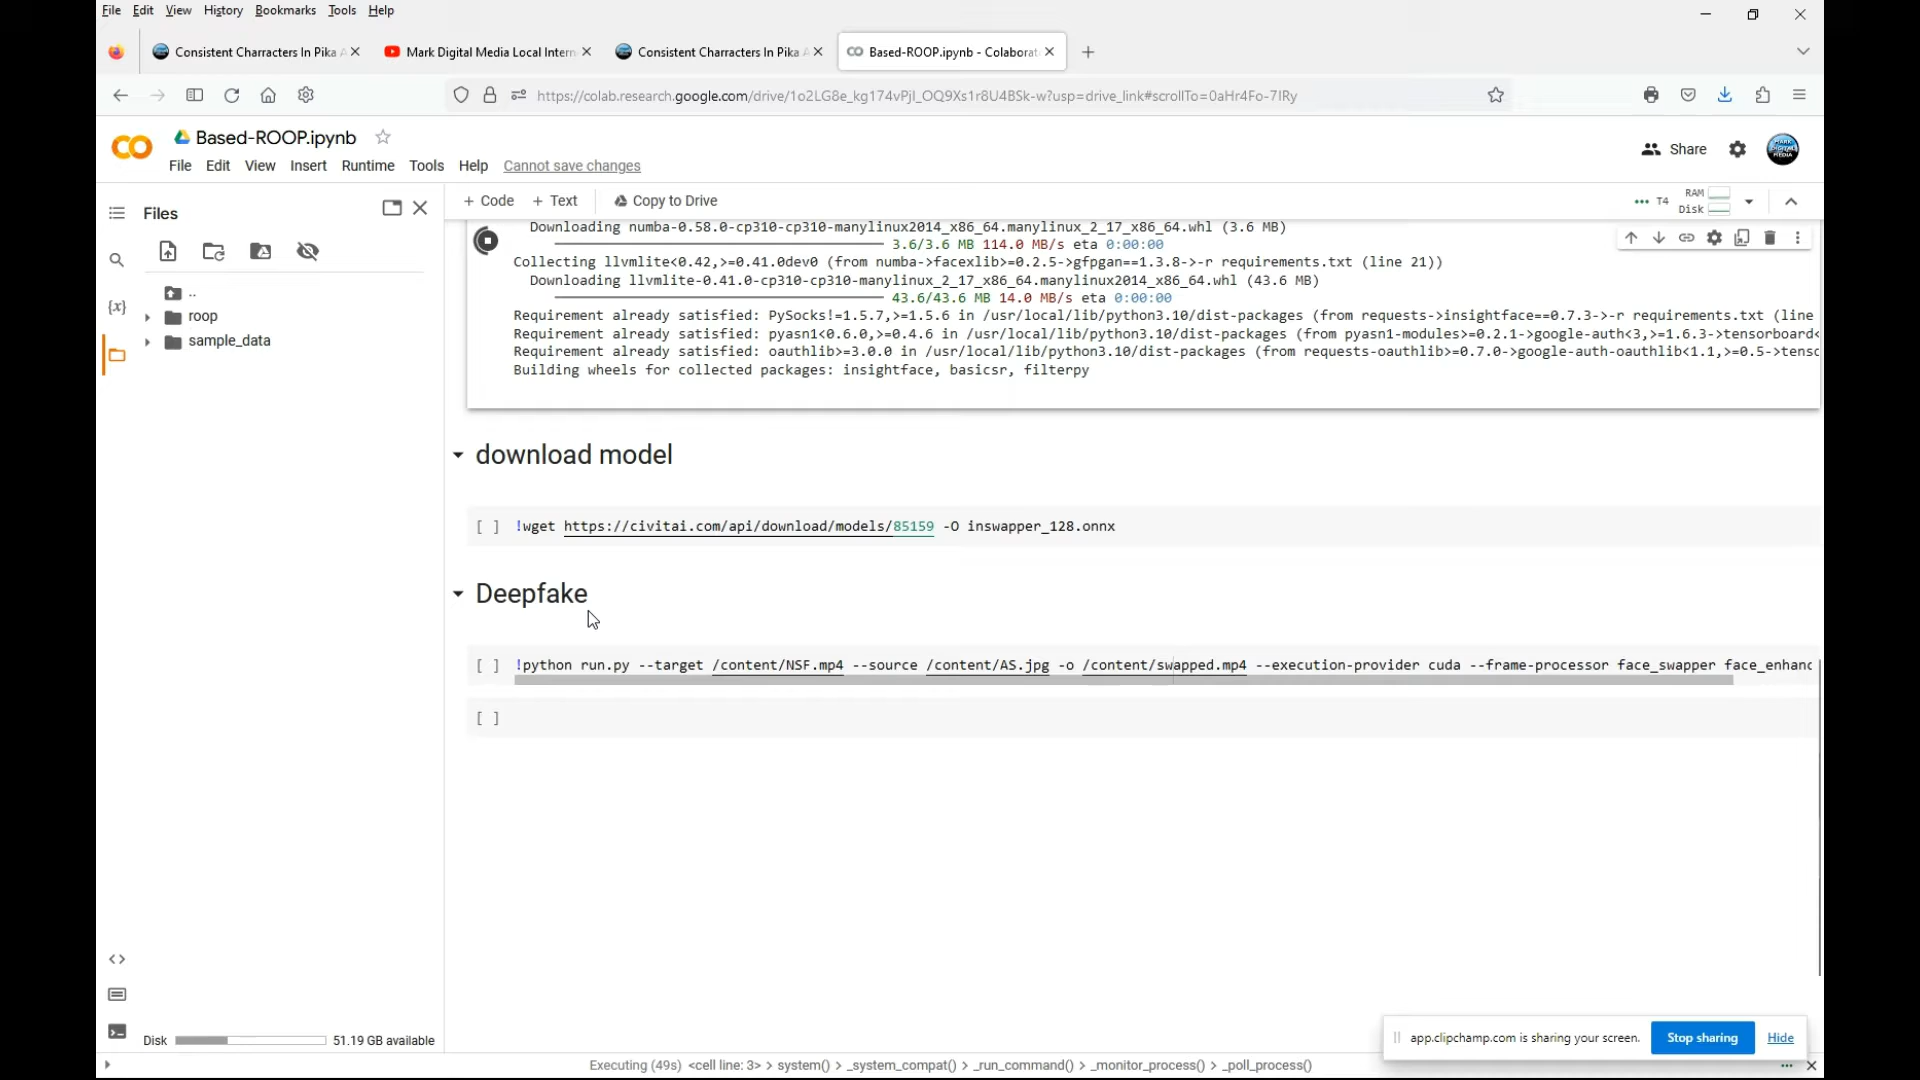 File Edit View History Bookmarks Tools Help
Consistent Charracters In Pika
Mark Digital Media Local Intern
Consistent Charracters In Pika
Based-ROOP.ipynb - Colaborat
https://colab.research.google.com/drive/1o2LG8e_kg174vPjI_OQ9Xs1r8U4BSk-w?usp=drive_link#scrollTo=0aHr4Fo-7IRy
Based-ROOP.ipynb
File Edit View Insert Runtime Tools Help Cannot save changes
Share
Files
+ Code + Text Copy to Drive
T4 RAM
Disk
..
roop
sample_data
Downloading numba-0.58.0-cp310-cp310-manylinux2014_x86_64.manylinux_2_17_x86_64.whl (3.6 MB)
3.6/3.6 MB 114.0 MB/s eta 0:00:00
Collecting llvmlite<0.42,>=0.41.0dev0 (from numba->facexlib>=0.2.5->gfpgan==1.3.8->-r requirements.txt (line 21))
Downloading llvmlite-0.41.0-cp310-cp310-manylinux_2_17_x86_64.manylinux2014_x86_64.whl (43.6 MB)
43.6/43.6 MB 14.0 MB/s eta 0:00:00
Requirement already satisfied: PySocks!=1.5.7,>=1.5.6 in /usr/local/lib/python3.10/dist-packages (from requests->insightface==0.7.3->-r requirements.txt (line
Requirement already satisfied: pyasn1<0.6.0,>=0.4.6 in /usr/local/lib/python3.10/dist-packages (from pyasn1-modules>=0.2.1->google-auth<3,>=1.6.3->tensorboard<
Requirement already satisfied: oauthlib>=3.0.0 in /usr/local/lib/python3.10/dist-packages (from requests-oauthlib>=0.7.0->google-auth-oauthlib<1.1,>=0.5->tens
Building wheels for collected packages: insightface, basicsr, filterpy
download model
[ ] !wget https://civitai.com/api/download/models/85159 -O inswapper_128.onnx
Deepfake
[ ] !python run.py --target /content/NSF.mp4 --source /content/AS.jpg -o /content/swapped.mp4 --execution-provider cuda --frame-processor face_swapper face_enhanc
[ ]
Disk 51.19 GB available
app.clipchamp.com is sharing your screen. Stop sharing Hide
Executing (49s) <cell line: 3> > system() > _system_compat() > _run_command() > _monitor_process() > _poll_process()